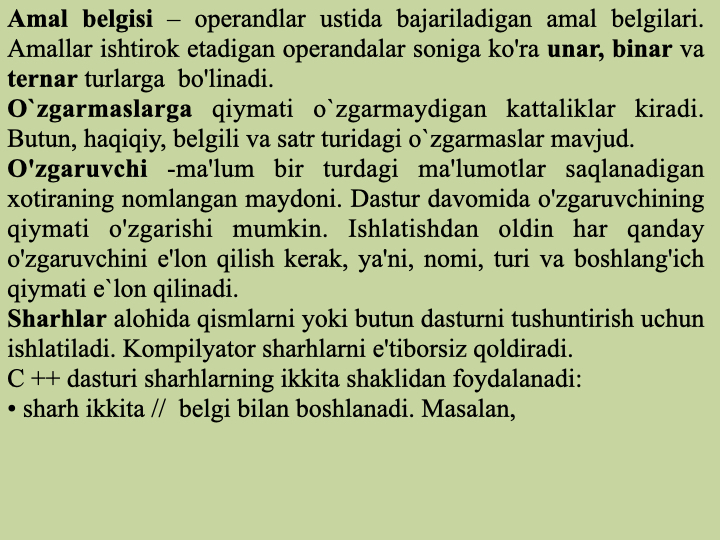 Amal belgisi – operandlar ustida bajariladigan amal belgilari.
Amallar ishtirok etadigan operandalar soniga ko'ra unar, binar va
ternar turlarga bo'linadi.
O`zgarmaslarga qiymati o`zgarmaydigan kattaliklar kiradi.
Butun, haqiqiy, belgili va satr turidagi o`zgarmaslar mavjud.
O'zgaruvchi -ma'lum bir turdagi ma'lumotlar saqlanadigan
xotiraning nomlangan maydoni. Dastur davomida o'zgaruvchining
qiymati o'zgarishi mumkin. Ishlatishdan oldin har qanday
o'zgaruvchini e'lon qilish kerak, ya'ni, nomi, turi va boshlang'ich
qiymati e`lon qilinadi.
Sharhlar alohida qismlarni yoki butun dasturni tushuntirish uchun
ishlatiladi. Kompilyator sharhlarni e'tiborsiz qoldiradi.
C ++ dasturi sharhlarning ikkita shaklidan foydalanadi:
• sharh ikkita // belgi bilan boshlanadi. Masalan,